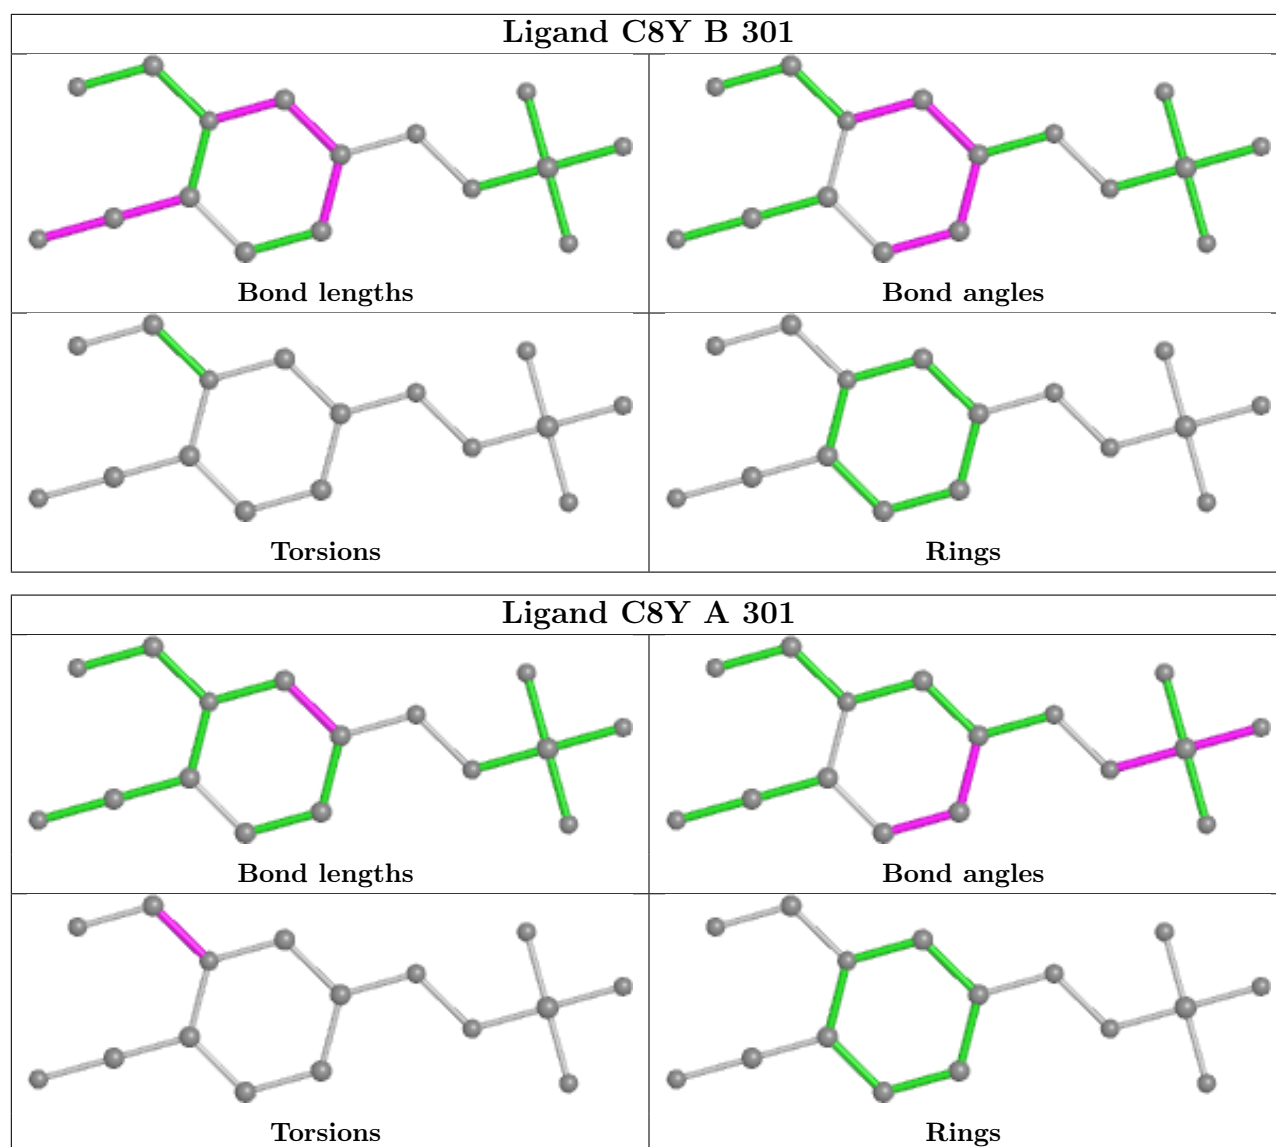 Ligand C8Y B 301
Bond lengths
Bond angles
Torsions
Rings
Ligand C8Y A 301
Bond lengths
Bond angles
Torsions
Rings